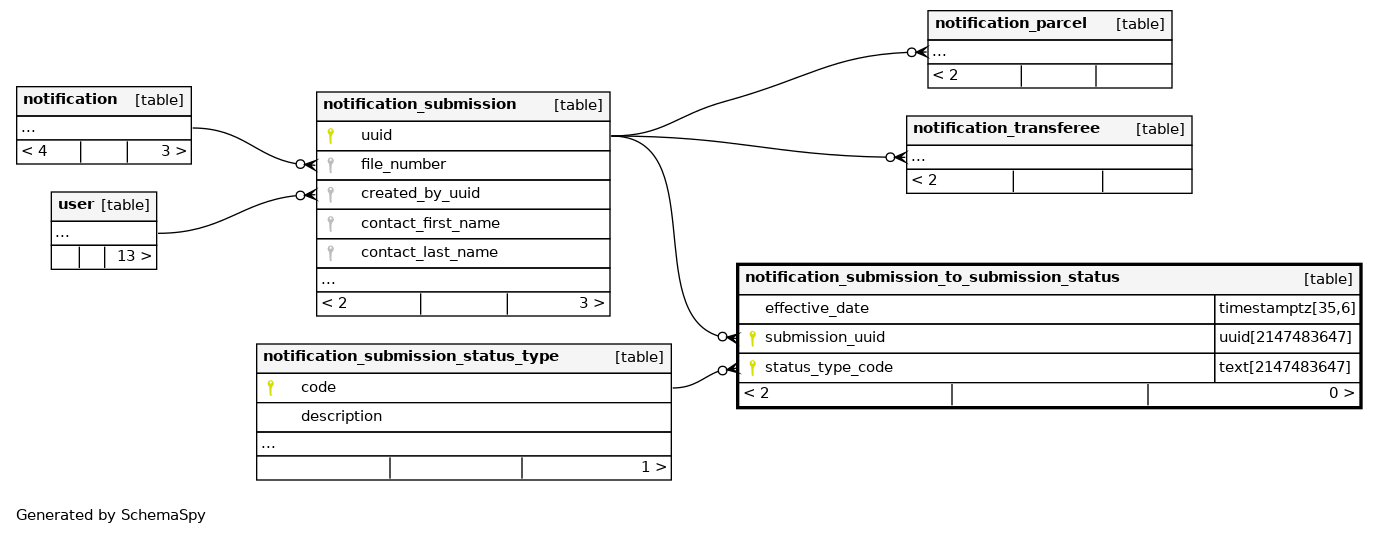 notification [table]
...
< 4 3 >
user [table]
...
13 >
notification_submission [table]
uuid
file_number
created_by_uuid
contact_first_name
contact_last_name
...
< 2 3 >
notification_submission_status_type [table]
code
description
...
1 >
notification_parcel [table]
...
< 2
notification_transferee [table]
...
< 2
notification_submission_to_submission_status [table]
effective_date timestamptz[35,6]
submission_uuid uuid[2147483647]
status_type_code text[2147483647]
< 2 0 >
Generated by SchemaSpy